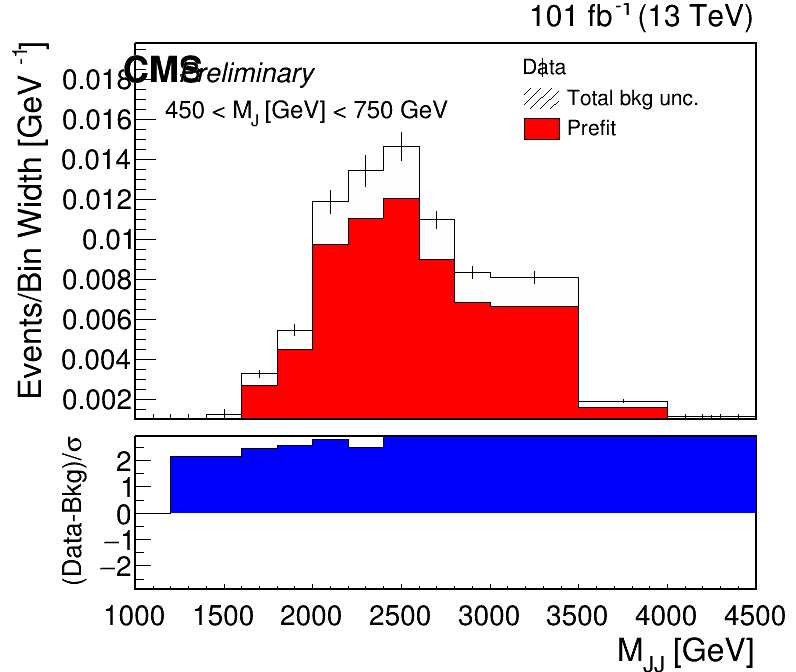 101 fb⁻¹ (13 TeV)
CMS Preliminary
450 < M_J [GeV] < 750 GeV
Data
Total bkg unc.
Prefit
Events/Bin Width [GeV⁻¹]
0.018
0.016
0.014
0.012
0.01
0.008
0.006
0.004
0.002
(Data-Bkg)/σ
2
1
0
−1
−2
1000 1500 2000 2500 3000 3500 4000 4500
M_JJ [GeV]